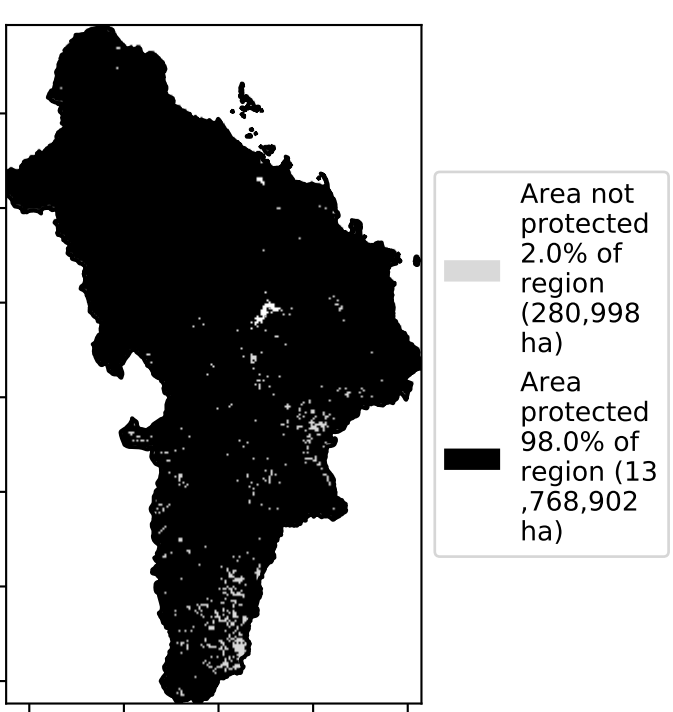 Area not
protected
2.0% of
region
(280,998
ha)
Area
protected
98.0% of
region (13
,768,902
ha)